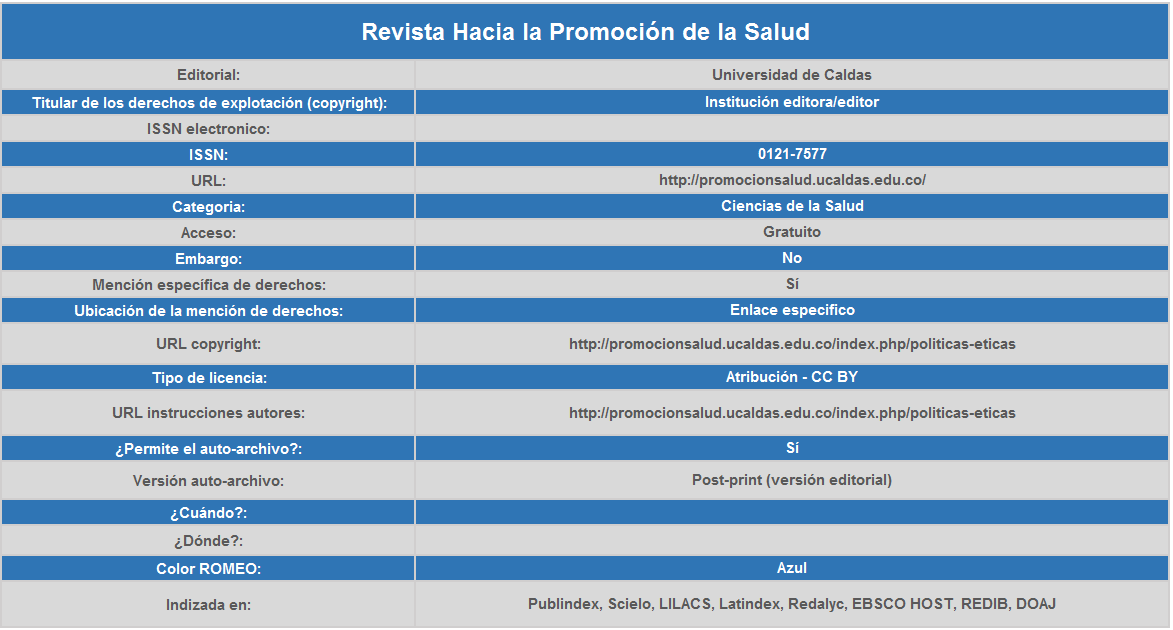 Revista Hacia la Promoción de la Salud
Editorial: Universidad de Caldas
Titular de los derechos de explotación (copyright): Institución editora/editor
ISSN electronico:
ISSN: 0121-7577
URL: http://promocionsalud.ucaldas.edu.co/
Categoria: Ciencias de la Salud
Acceso: Gratuito
Embargo: No
Mención específica de derechos: Sí
Ubicación de la mención de derechos: Enlace especifico
URL copyright: http://promocionsalud.ucaldas.edu.co/index.php/politicas-eticas
Tipo de licencia: Atribución - CC BY
URL instrucciones autores: http://promocionsalud.ucaldas.edu.co/index.php/politicas-eticas
¿Permite el auto-archivo?: Sí
Versión auto-archivo: Post-print (versión editorial)
¿Cuándo?:
¿Dónde?:
Color ROMEO: Azul
Indizada en: Publindex, Scielo, LILACS, Latindex, Redalyc, EBSCO HOST, REDIB, DOAJ